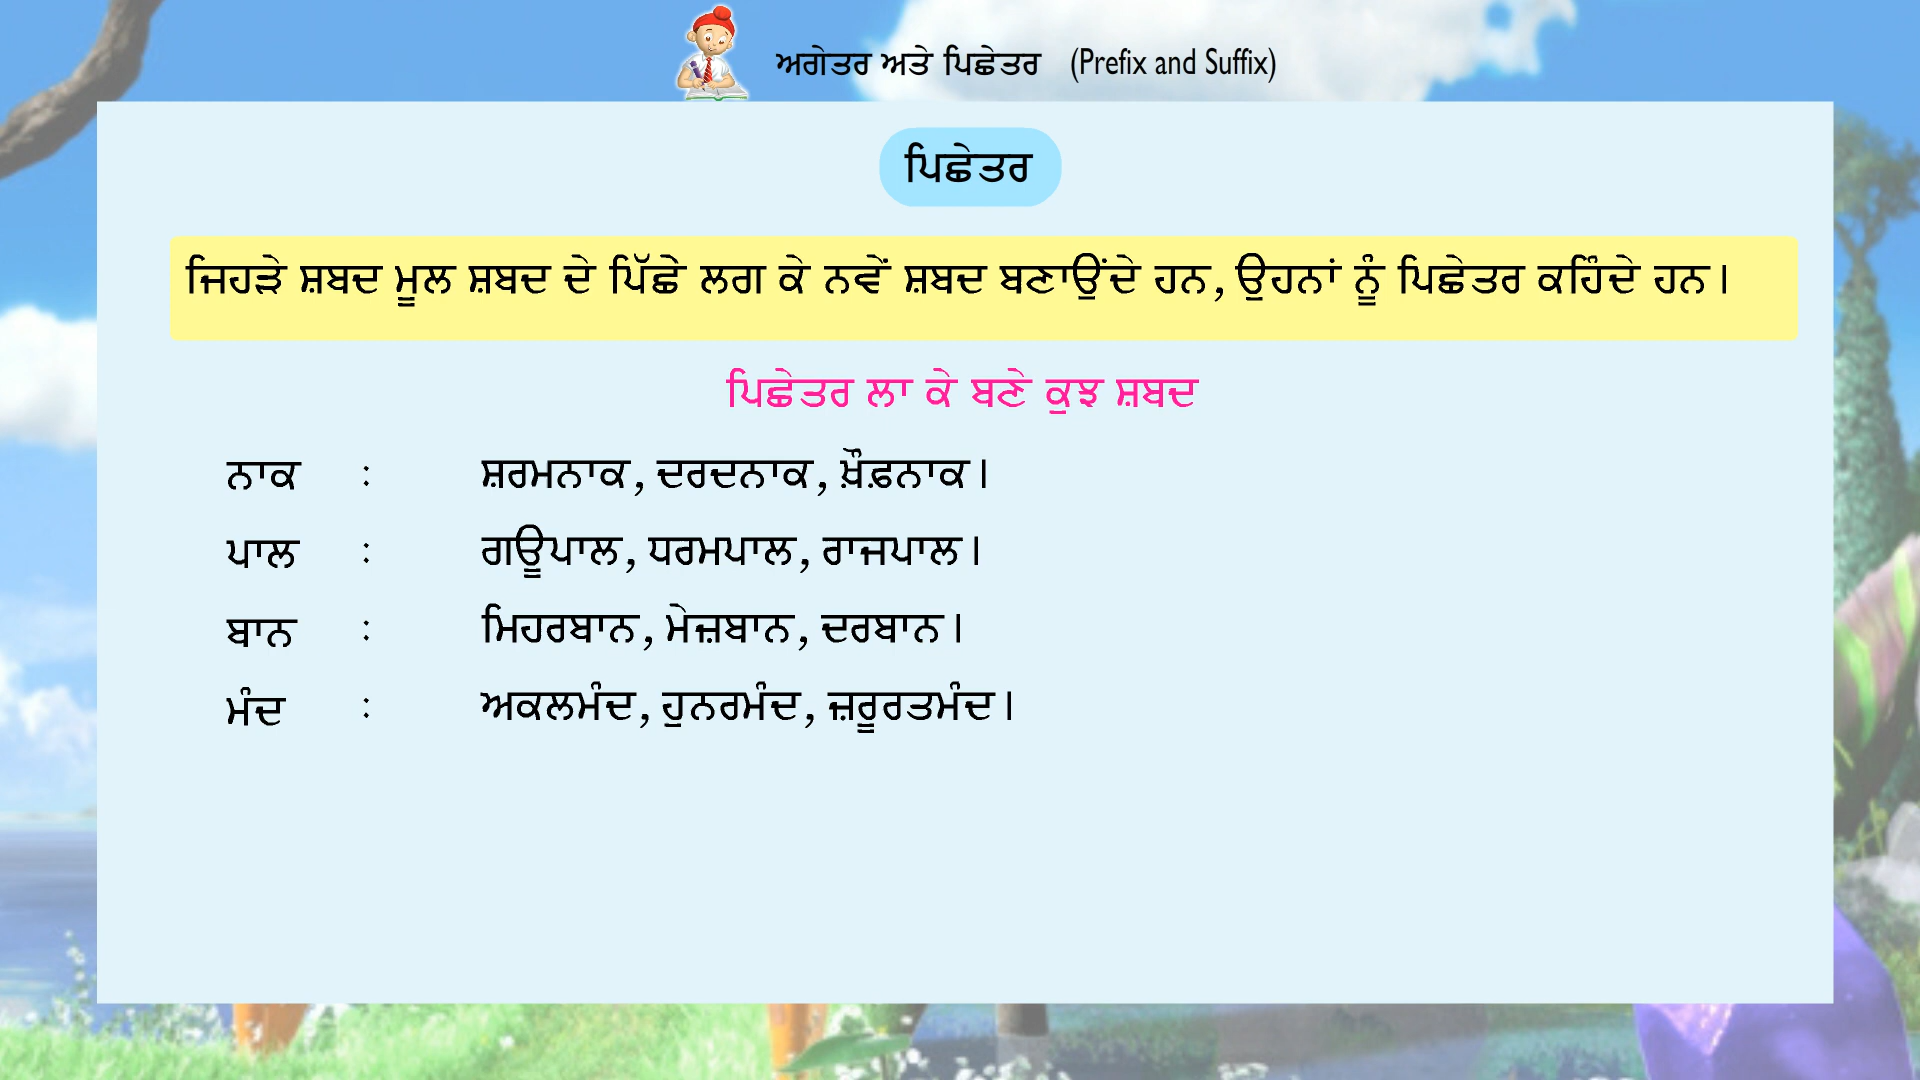 ਅਗੇਤਰ ਅਤੇ ਪਿਛੇਤਰ (Prefix and Suffix)
ਪਿਛੇਤਰ
ਜਿਹੜੇ ਸ਼ਬਦ ਮੂਲ ਸ਼ਬਦ ਦੇ ਪਿੱਛੇ ਲਗ ਕੇ ਨਵੇਂ ਸ਼ਬਦ ਬਣਾਉਂਦੇ ਹਨ, ਉਹਨਾਂ ਨੂੰ ਪਿਛੇਤਰ ਕਹਿੰਦੇ ਹਨ।
ਪਿਛੇਤਰ ਲਾ ਕੇ ਬਣੇ ਕੁਝ ਸ਼ਬਦ
ਨਾਕ : ਸ਼ਰਮਨਾਕ, ਦਰਦਨਾਕ, ਖ਼ੌਫ਼ਨਾਕ।
ਪਾਲ : ਗਊਪਾਲ, ਧਰਮਪਾਲ, ਰਾਜਪਾਲ।
ਬਾਨ : ਮਿਹਰਬਾਨ, ਮੇਜ਼ਬਾਨ, ਦਰਬਾਨ।
ਮੰਦ : ਅਕਲਮੰਦ, ਹੁਨਰਮੰਦ, ਜ਼ਰੂਰਤਮੰਦ।